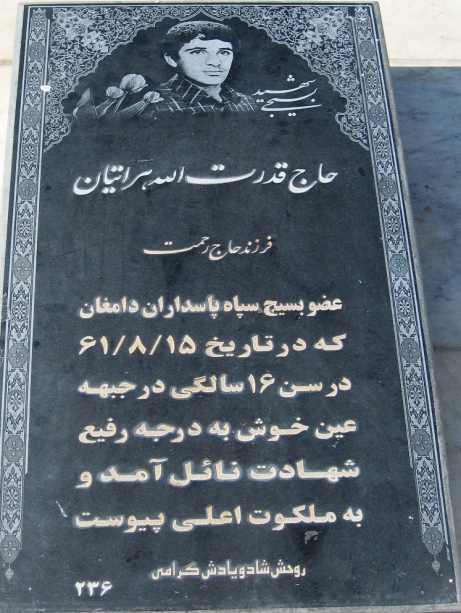 شهید
بسیجی
حاج قدرت الله هراتیان
فرزند حاج رحمت
عضو بسیج سپاه پاسداران دامغان
که در تاریخ ۶۱/۸/۱۵
در سن ۱۶ سالگی در جبهه
عین خوش به درجه رفیع
شهادت نائل آمد و
به ملکوت اعلی پیوست
روحش شاد و یادش گرامی
۲۳۶